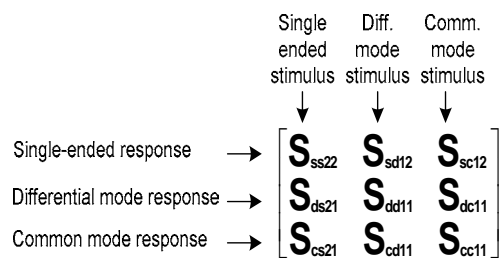 Single Diff. Comm.
ended mode mode
stimulus stimulus stimulus
Single-ended response Sss22 Ssd12 Ssc12
Differential mode response Sds21 Sdd11 Sdc11
Common mode response Scs21 Scd11 Scc11